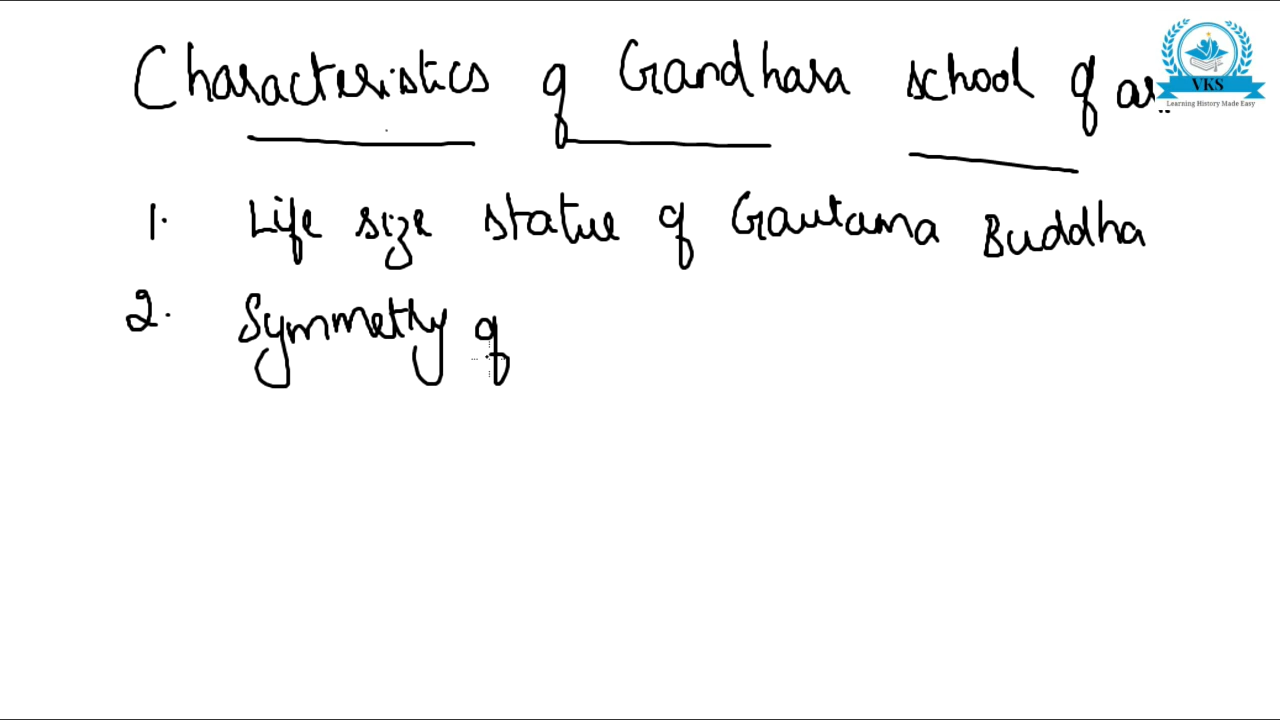 Characteristics of Gandhara school of ar
VKS
Learning History Made Easy
1. Life size statue of Gautama Buddha
2. Symmetry of